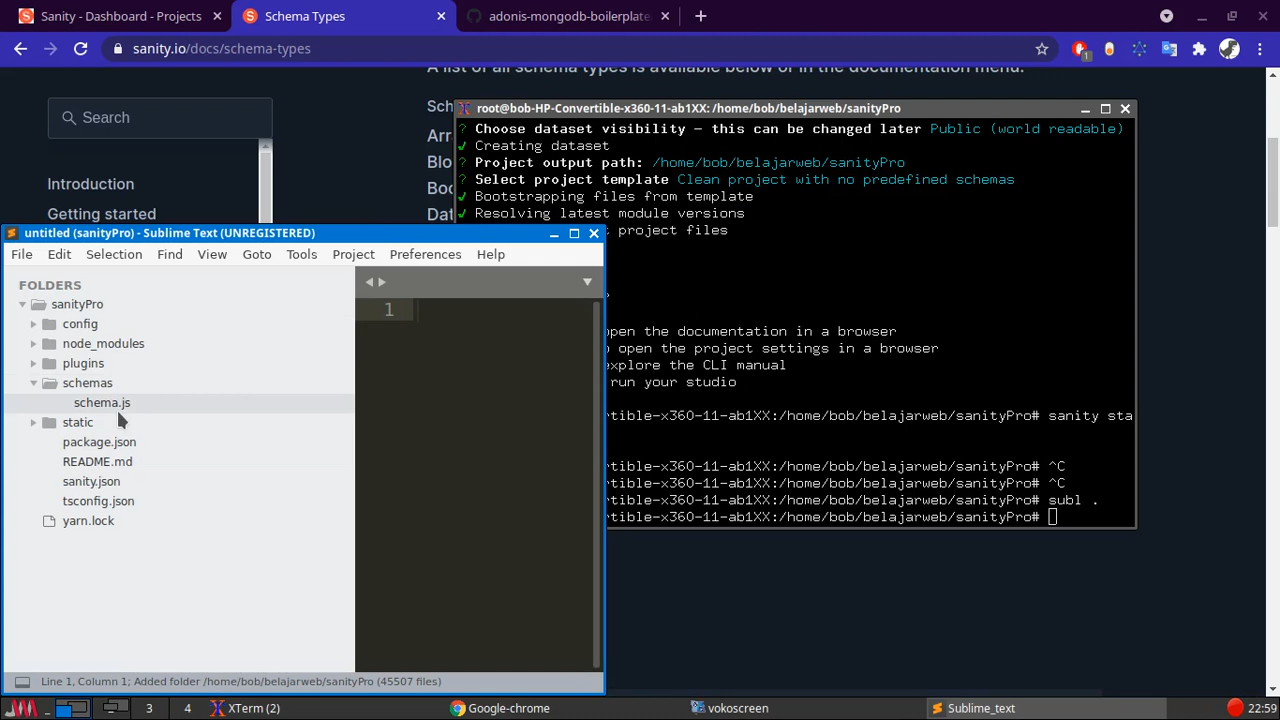 Sanity - Dashboard - Projects
Schema Types
adonis-mongodb-boilerplate
sanity.io/docs/schema-types
A list of all schema types is available below or in the documentation menu.
Search
Introduction
Getting started
root@bob-HP-Convertible-x360-11-ab1XX: /home/bob/belajarweb/sanityPro
? Choose dataset visibility – this can be changed later Public (world readable)
✓ Creating dataset
? Project output path: /home/bob/belajarweb/sanityPro
? Select project template Clean project with no predefined schemas
✓ Bootstrapping files from template
✓ Resolving latest module versions
t project files
open the documentation in a browser
o open the project settings in a browser
explore the CLI manual
run your studio
tible-x360-11-ab1XX:/home/bob/belajarweb/sanityPro# sanity sta
tible-x360-11-ab1XX:/home/bob/belajarweb/sanityPro# ^C
tible-x360-11-ab1XX:/home/bob/belajarweb/sanityPro# ^C
tible-x360-11-ab1XX:/home/bob/belajarweb/sanityPro# subl .
tible-x360-11-ab1XX:/home/bob/belajarweb/sanityPro#
untitled (sanityPro) - Sublime Text (UNREGISTERED)
File Edit Selection Find View Goto Tools Project Preferences Help
FOLDERS
sanityPro
config
node_modules
plugins
schemas
schema.js
static
package.json
README.md
sanity.json
tsconfig.json
yarn.lock
1
Line 1, Column 1; Added folder /home/bob/belajarweb/sanityPro (45507 files)
3
4
XTerm (2)
Google-chrome
vokoscreen
Sublime_text
22:59